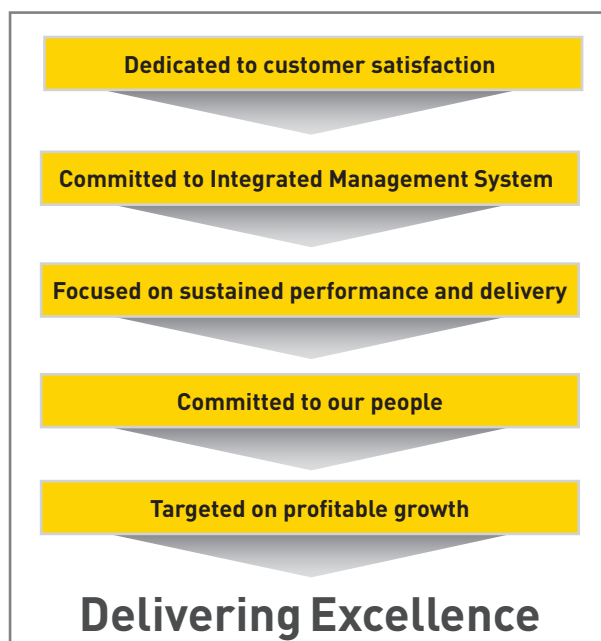 Dedicated to customer satisfaction
Committed to Integrated Management System
Focused on sustained performance and delivery
Committed to our people
Targeted on profitable growth
Delivering Excellence